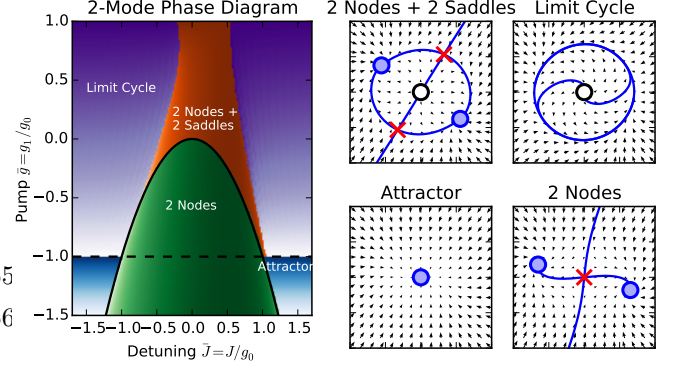 2-Mode Phase Diagram
2 Nodes + 2 Saddles
Limit Cycle
1.0
0.5
0.0
−0.5
−1.0
−1.5
Pump ḡ=g₁/g₀
Limit Cycle
2 Nodes +
2 Saddles
2 Nodes
Attractor
−1.5 −1.0 −0.5 0.0 0.5 1.0 1.5
Detuning J̄=J/g₀
Attractor
2 Nodes